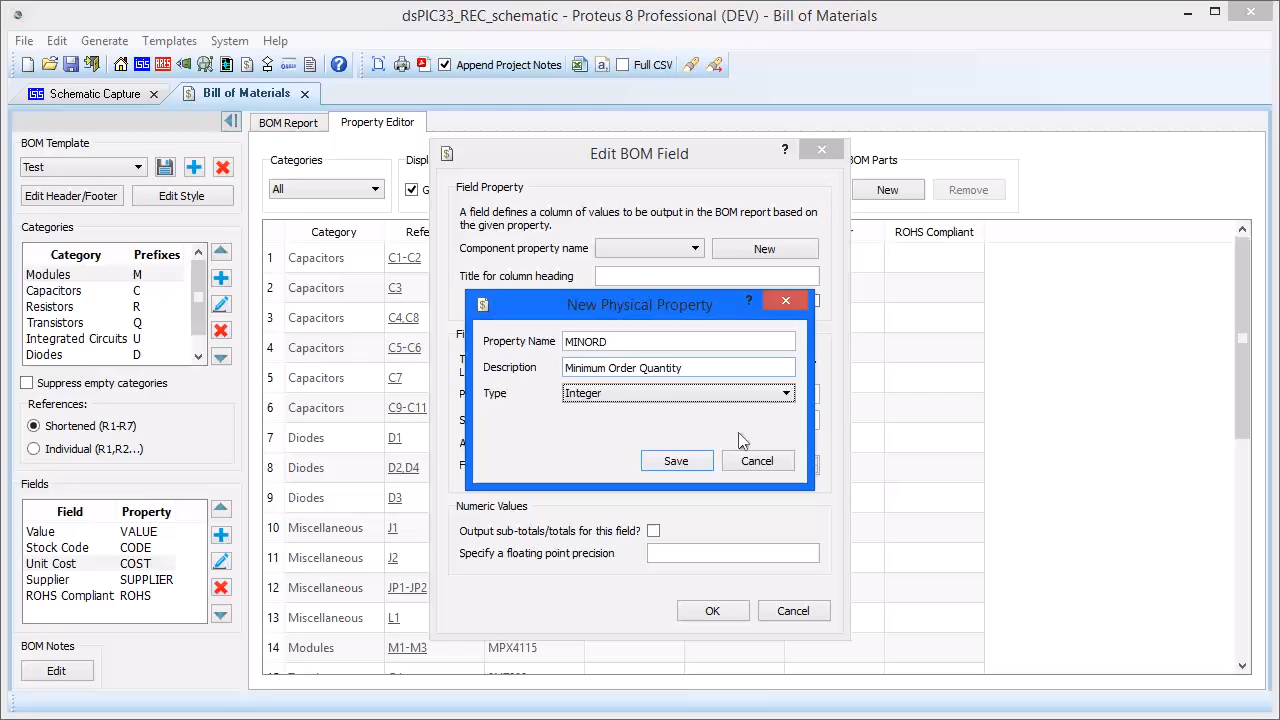 dsPIC33_REC_schematic - Proteus 8 Professional (DEV) - Bill of Materials
File Edit Generate Templates System Help
Append Project Notes Full CSV
Schematic Capture Bill of Materials
BOM Report Property Editor
BOM Template
Test
Edit Header/Footer Edit Style
Categories
Category Prefixes
Modules M
Capacitors C
Resistors R
Transistors Q
Integrated Circuits U
Diodes D
Suppress empty categories
References:
Shortened (R1-R7)
Individual (R1,R2...)
Fields
Field Property
Value VALUE
Stock Code CODE
Unit Cost COST
Supplier SUPPLIER
ROHS Compliant ROHS
BOM Notes
Edit
Categories
All
BOM Parts
New Remove
Category ROHS Compliant
1 Capacitors C1-C2
2 Capacitors C3
3 Capacitors C4,C8
4 Capacitors C5-C6
5 Capacitors C7
6 Capacitors C9-C11
7 Diodes D1
8 Diodes D2,D4
9 Diodes D3
10 Miscellaneous J1
11 Miscellaneous J2
12 Miscellaneous JP1-JP2
13 Miscellaneous L1
14 Modules M1-M3 MPX4115
Edit BOM Field
Field Property
A field defines a column of values to be output in the BOM report based on
the given property.
Component property name New
Title for column heading
New Physical Property
Property Name MINORD
Description Minimum Order Quantity
Type Integer
Save Cancel
Numeric Values
Output sub-totals/totals for this field?
Specify a floating point precision
OK Cancel